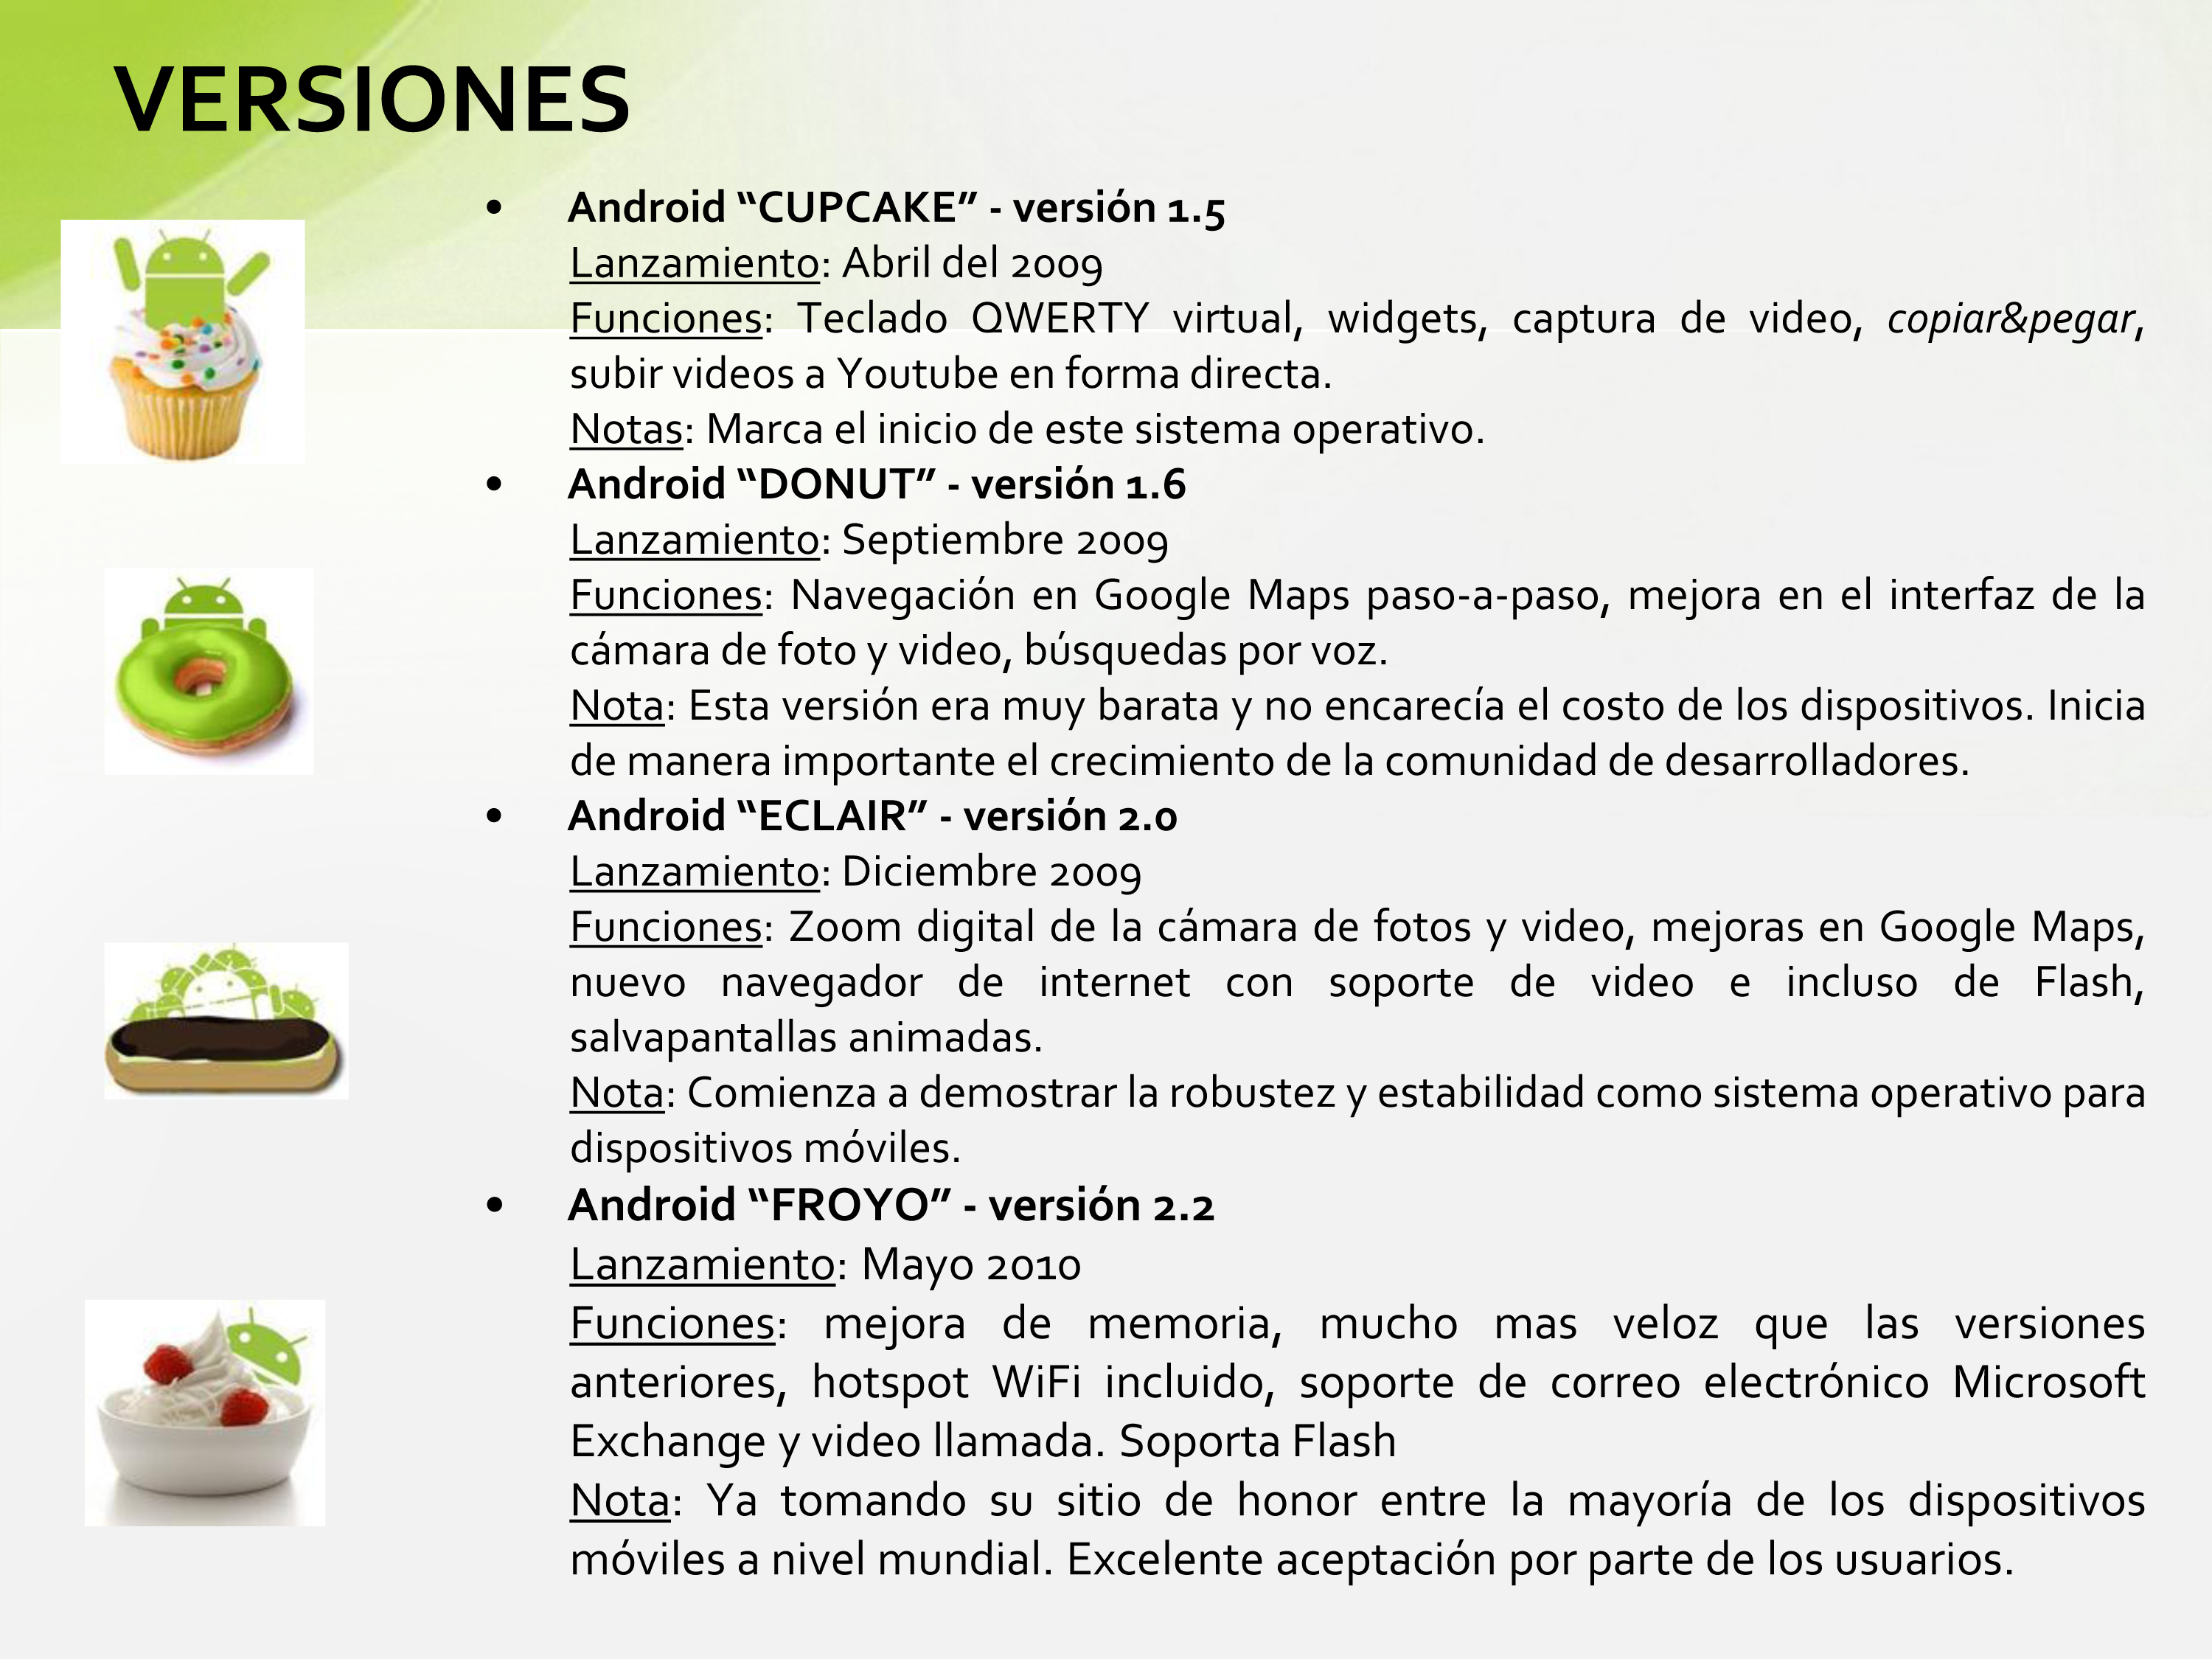 VERSIONES
• Android “CUPCAKE” - versión 1.5
Lanzamiento: Abril del 2009
Funciones: Teclado QWERTY virtual, widgets, captura de video, copiar&pegar,
subir videos a Youtube en forma directa.
Notas: Marca el inicio de este sistema operativo.
• Android “DONUT” - versión 1.6
Lanzamiento: Septiembre 2009
Funciones: Navegación en Google Maps paso-a-paso, mejora en el interfaz de la
cámara de foto y video, búsquedas por voz.
Nota: Esta versión era muy barata y no encarecía el costo de los dispositivos. Inicia
de manera importante el crecimiento de la comunidad de desarrolladores.
• Android “ECLAIR” - versión 2.0
Lanzamiento: Diciembre 2009
Funciones: Zoom digital de la cámara de fotos y video, mejoras en Google Maps,
nuevo navegador de internet con soporte de video e incluso de Flash,
salvapantallas animadas.
Nota: Comienza a demostrar la robustez y estabilidad como sistema operativo para
dispositivos móviles.
• Android “FROYO” - versión 2.2
Lanzamiento: Mayo 2010
Funciones: mejora de memoria, mucho mas veloz que las versiones
anteriores, hotspot WiFi incluido, soporte de correo electrónico Microsoft
Exchange y video llamada. Soporta Flash
Nota: Ya tomando su sitio de honor entre la mayoría de los dispositivos
móviles a nivel mundial. Excelente aceptación por parte de los usuarios.